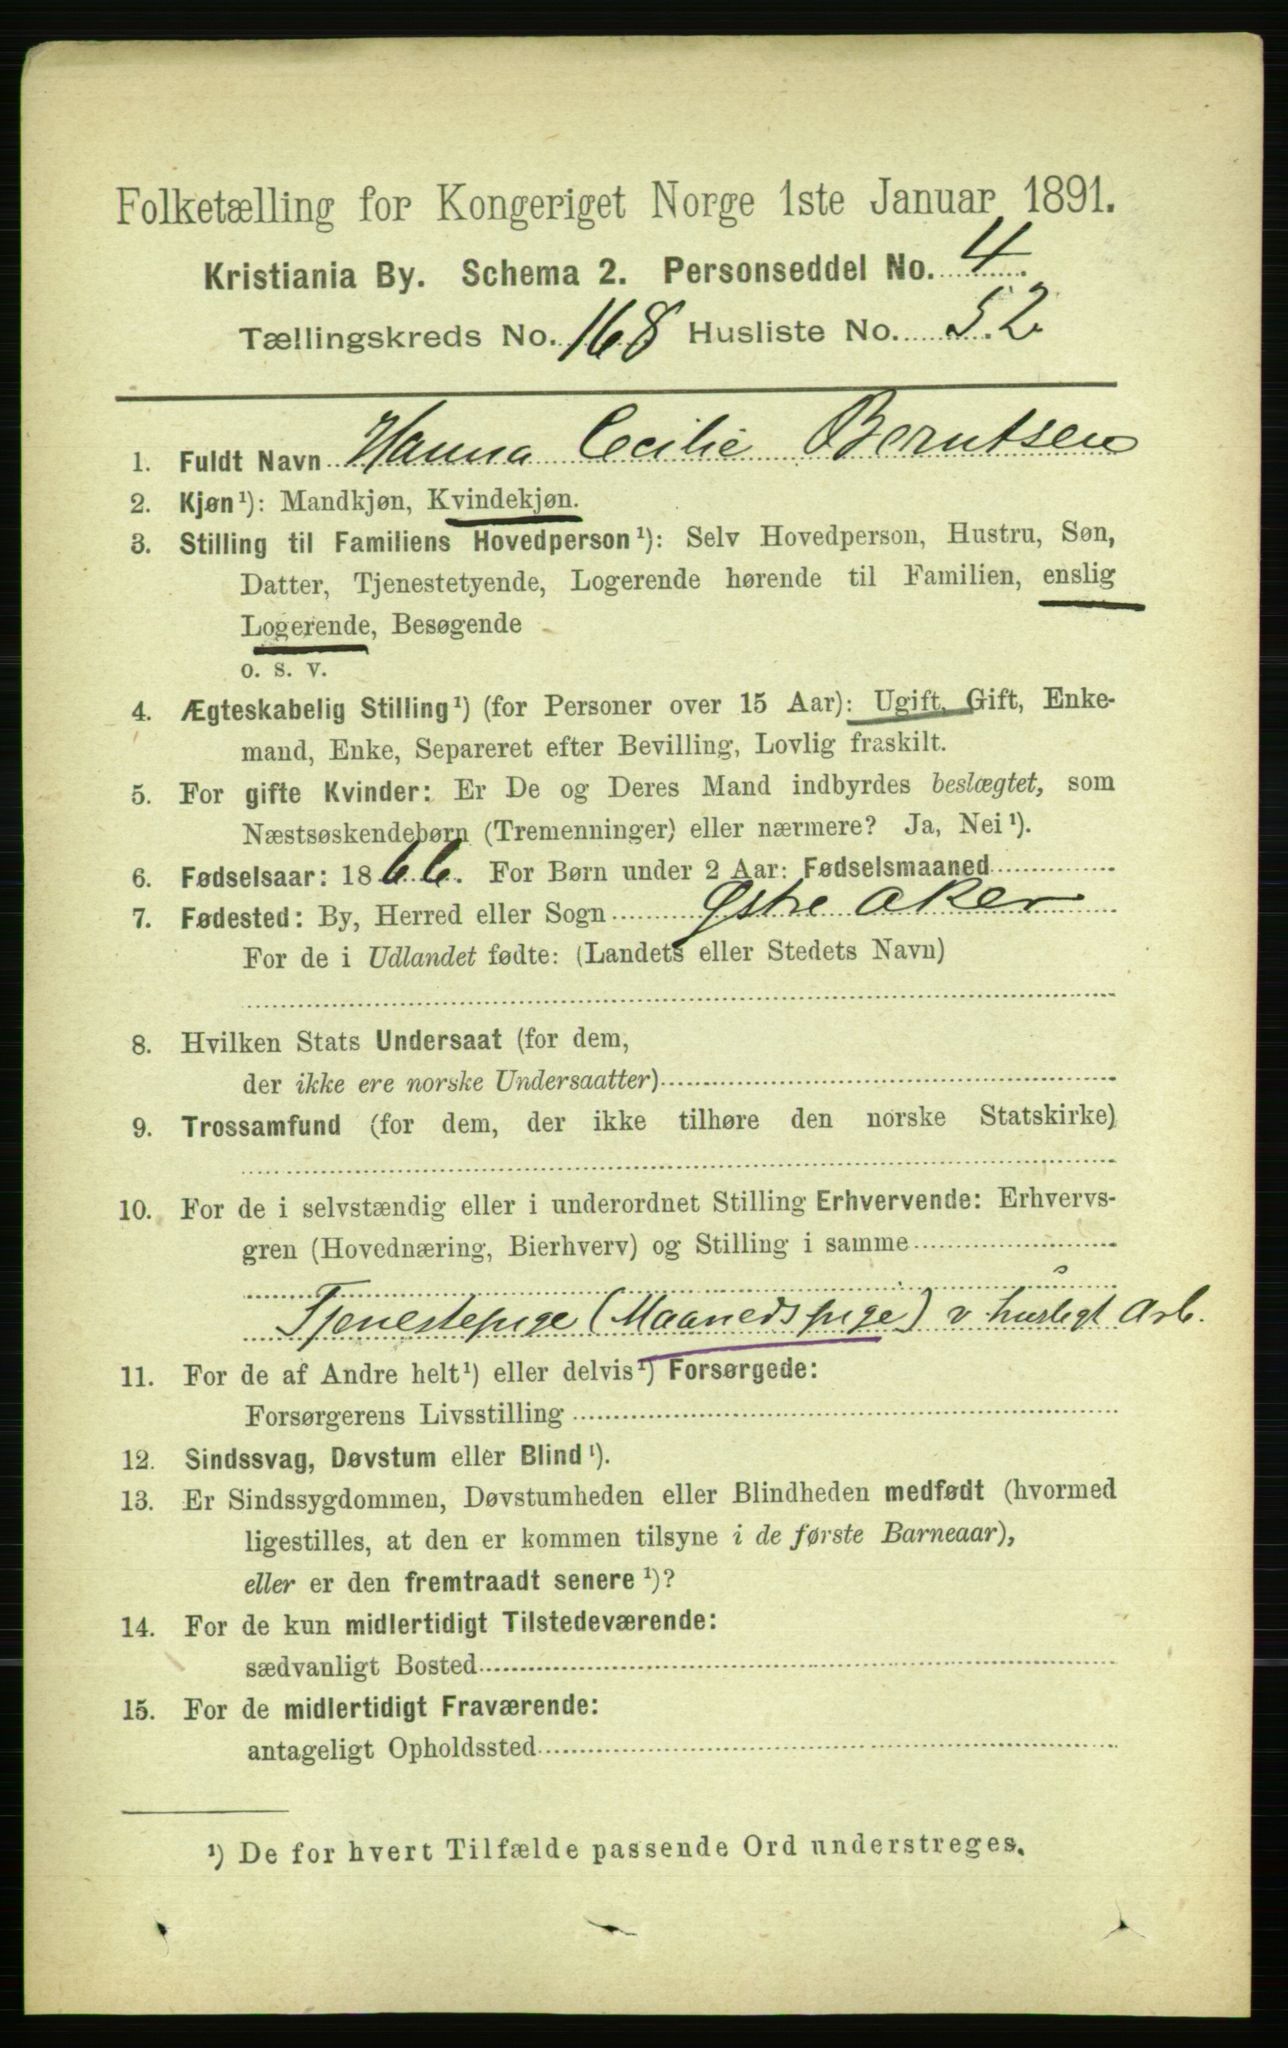 Folketælling for Kongeriget Norge 1ste Januar 1891.
Kristiania By. Schema 2. Personseddel No. 4.
Tællingskreds No. 168 Husliste No. 52
1. Fuldt Navn Hanna Cecilie Berntsen
2. Kjøn¹): Mandkjøn, Kvindekjøn.
3. Stilling til Familiens Hovedperson¹): Selv Hovedperson, Hustru, Søn,
Datter, Tjenestetyende, Logerende hørende til Familien, enslig
Logerende, Besøgende
o. s. v.
4. Ægteskabelig Stilling¹) (for Personer over 15 Aar): Ugift, Gift, Enke-
mand, Enke, Separeret efter Bevilling, Lovlig fraskilt.
5. For gifte Kvinder: Er De og Deres Mand indbyrdes beslægtet, som
Næstsøskendebørn (Tremenninger) eller nærmere? Ja, Nei¹).
6. Fødselsaar: 1866. For Børn under 2 Aar: Fødselsmaaned
7. Fødested: By, Herred eller Sogn Østre Aker
For de i Udlandet fødte: (Landets eller Stedets Navn)
8. Hvilken Stats Undersaat (for dem,
der ikke ere norske Undersaatter)
9. Trossamfund (for dem, der ikke tilhøre den norske Statskirke)
10. For de i selvstændig eller i underordnet Stilling Erhvervende: Erhvervs-
gren (Hovednæring, Bierhverv) og Stilling i samme
Tjenestepige (Maanedspige) v huslegt Arb.
11. For de af Andre helt¹) eller delvis¹) Forsørgede:
Forsørgerens Livsstilling
12. Sindssvag, Døvstum eller Blind¹).
13. Er Sindssygdommen, Døvstumheden eller Blindheden medfødt (hvormed
ligestilles, at den er kommen tilsyne i de første Barneaar),
eller er den fremtraadt senere¹)?
14. For de kun midlertidigt Tilstedeværende:
sædvanligt Bosted
15. For de midlertidigt Fraværende:
antageligt Opholdssted
¹) De for hvert Tilfælde passende Ord understreges.